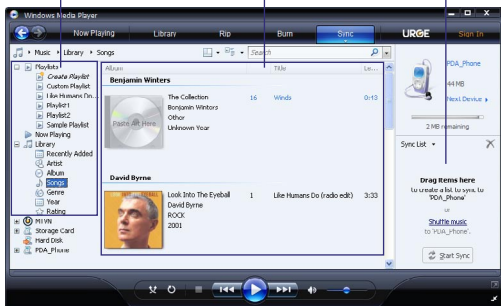 Windows Media Player
Now Playing
Library
Rip
Burn
Sync
URGE
Sign In
Music
Library
Songs
Search
Playlists
Create Playlist
Custom Playlist
Like Humans Do...
Playlist1
Playlist2
Sample Playlist
Now Playing
Library
Recently Added
Artist
Album
Songs
Genre
Year
Rating
MTVN
Storage Card
Hard Disk
PDA_Phone
Album
Title
Le...
Benjamin Winters
Paste Art Here
The Collection
Benjamin Winters
Other
Unknown Year
16 Winds 0:13
David Byrne
Look Into The Eyeball
David Byrne
ROCK
2001
1 Like Humans Do (radio edit) 3:33
PDA_Phone
44 MB
Next Device
2 MB remaining
Sync List
Drag items here
to create a list to sync to
'PDA_Phone'
or
Shuffle music
to 'PDA_Phone'.
Start Sync